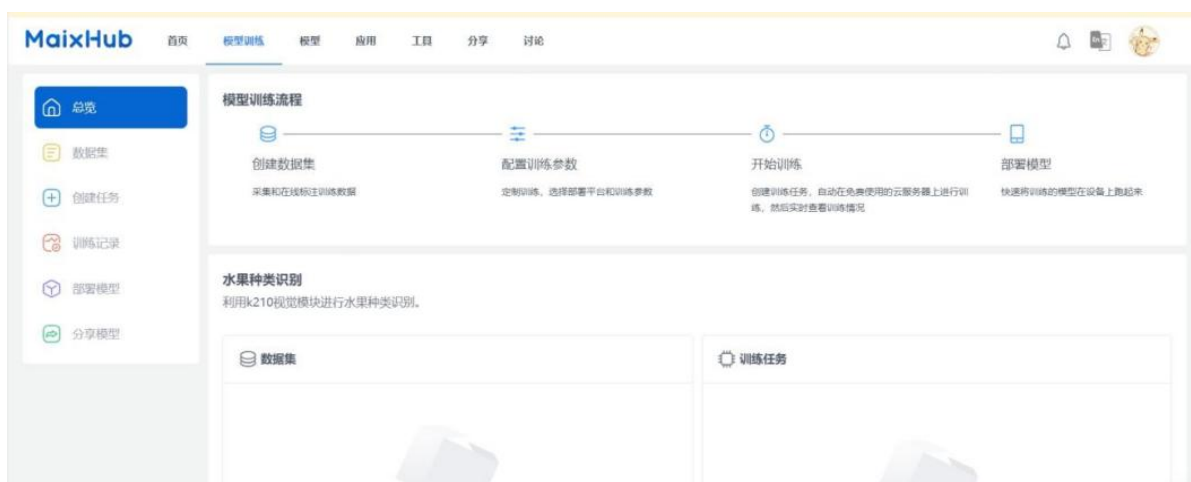 MaixHub 首页 模型训练 模型 应用 工具 分享 讨论
总览
数据集
创建任务
训练记录
部署模型
分享模型
模型训练流程
创建数据集 配置训练参数 开始训练 部署模型
采集和在线标注训练数据 定制训练，选择部署平台和训练参数 创建训练任务，自动在免费使用的云服务器上进行训 快速将训练的模型在设备上跑起来
练，然后实时查看训练情况
水果种类识别
利用k210视觉模块进行水果种类识别。
数据集 训练任务